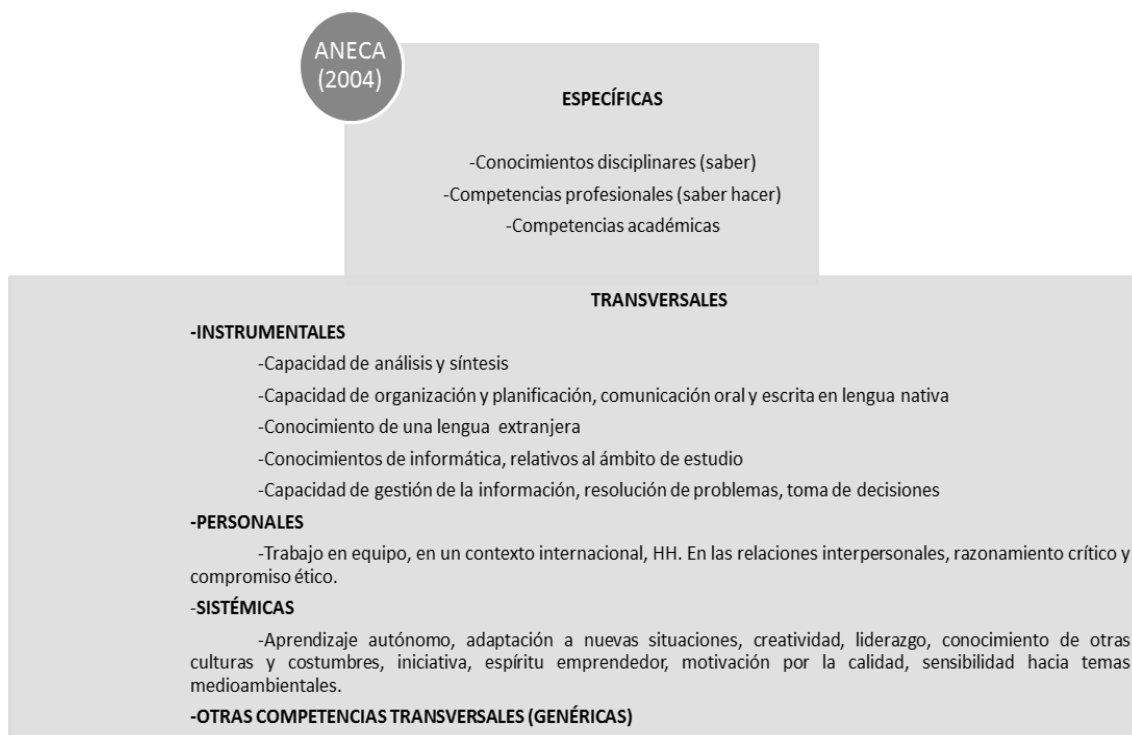 ANECA
(2004)
ESPECÍFICAS
-Conocimientos disciplinares (saber)
-Competencias profesionales (saber hacer)
-Competencias académicas
TRANSVERSALES
-INSTRUMENTALES
-Capacidad de análisis y síntesis
-Capacidad de organización y planificación, comunicación oral y escrita en lengua nativa
-Conocimiento de una lengua extranjera
-Conocimientos de informática, relativos al ámbito de estudio
-Capacidad de gestión de la información, resolución de problemas, toma de decisiones
-PERSONALES
-Trabajo en equipo, en un contexto internacional, HH. En las relaciones interpersonales, razonamiento crítico y
compromiso ético.
-SISTÉMICAS
-Aprendizaje autónomo, adaptación a nuevas situaciones, creatividad, liderazgo, conocimiento de otras
culturas y costumbres, iniciativa, espíritu emprendedor, motivación por la calidad, sensibilidad hacia temas
medioambientales.
-OTRAS COMPETENCIAS TRANSVERSALES (GENÉRICAS)